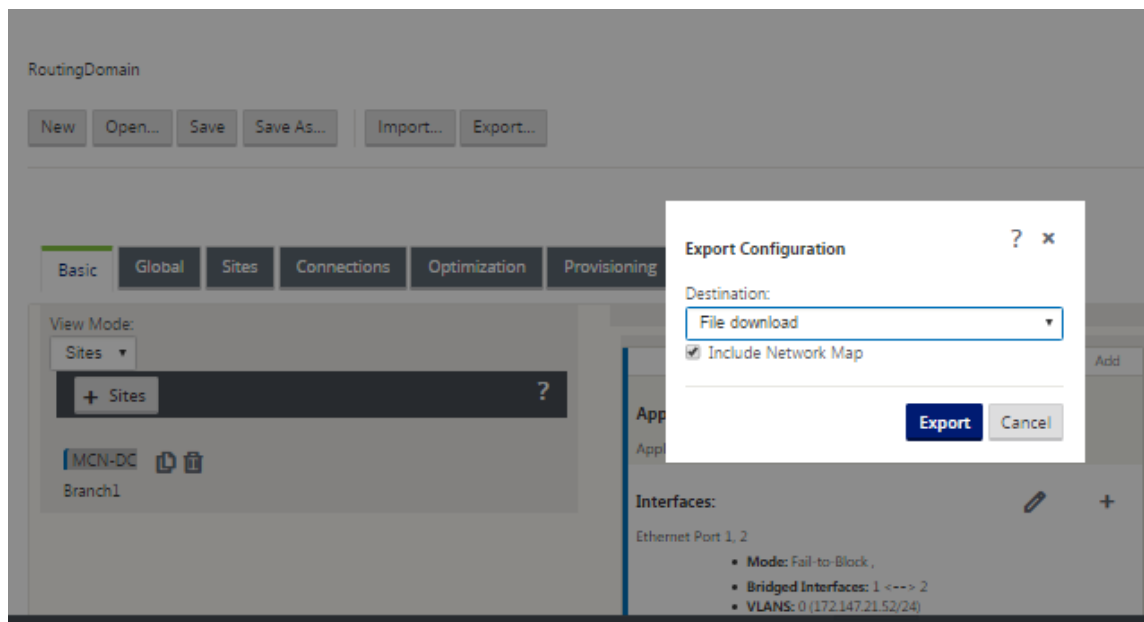 RoutingDomain
New Open... Save Save As... Import... Export...
Basic Global Sites Connections Optimization Provisioning
View Mode:
Sites
+ Sites ?
MCN-DC
Branch1
Export Configuration ? ×
Destination:
File download
Include Network Map
Export Cancel
Add
App
Appl
Interfaces: +
Ethernet Port 1, 2
• Mode: Fail-to-Block ,
• Bridged Interfaces: 1 <--> 2
• VLANS: 0 (172.147.21.52/24)